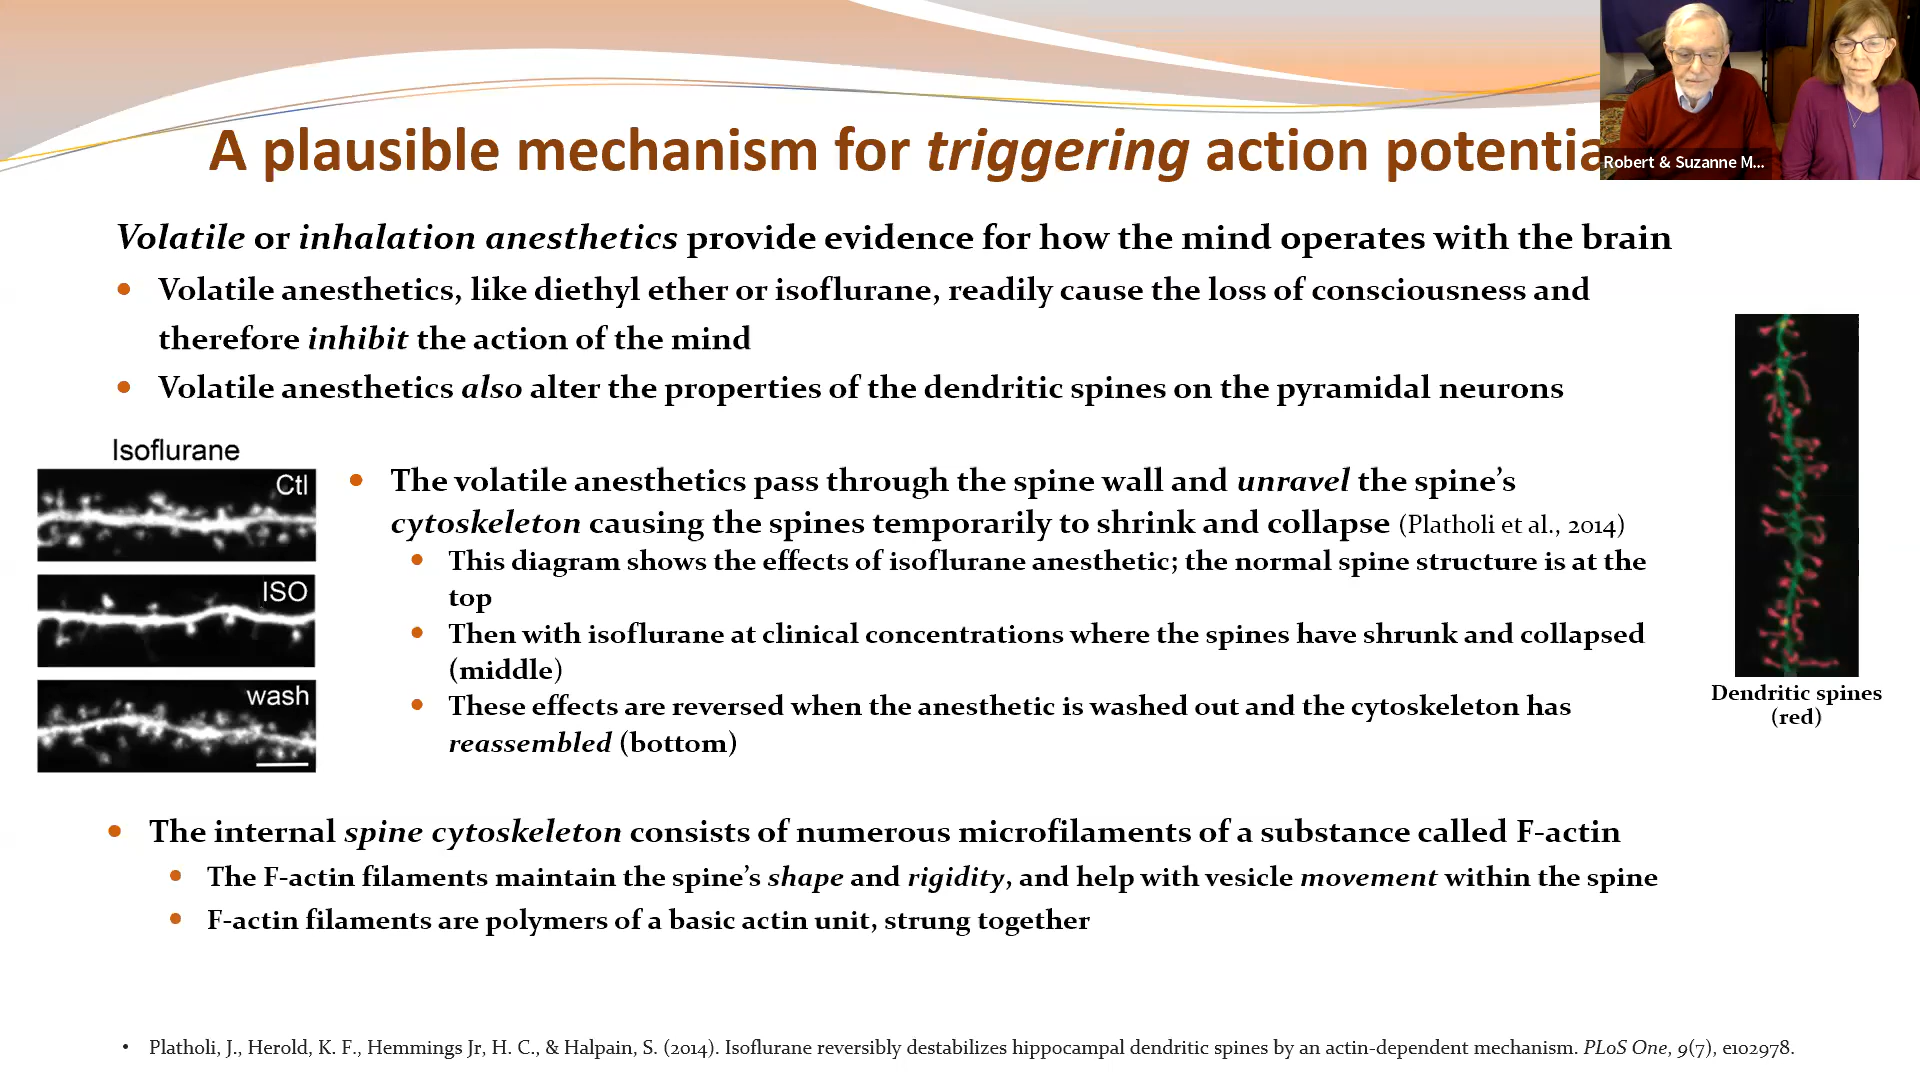 Robert & Suzanne M...
A plausible mechanism for triggering action potentia
Volatile or inhalation anesthetics provide evidence for how the mind operates with the brain
• Volatile anesthetics, like diethyl ether or isoflurane, readily cause the loss of consciousness and
therefore inhibit the action of the mind
• Volatile anesthetics also alter the properties of the dendritic spines on the pyramidal neurons
Isoflurane
Ctl
ISO
wash
• The volatile anesthetics pass through the spine wall and unravel the spine’s
cytoskeleton causing the spines temporarily to shrink and collapse (Platholi et al., 2014)
• This diagram shows the effects of isoflurane anesthetic; the normal spine structure is at the
top
• Then with isoflurane at clinical concentrations where the spines have shrunk and collapsed
(middle)
• These effects are reversed when the anesthetic is washed out and the cytoskeleton has
reassembled (bottom)
Dendritic spines
(red)
• The internal spine cytoskeleton consists of numerous microfilaments of a substance called F-actin
• The F-actin filaments maintain the spine’s shape and rigidity, and help with vesicle movement within the spine
• F-actin filaments are polymers of a basic actin unit, strung together
• Platholi, J., Herold, K. F., Hemmings Jr, H. C., & Halpain, S. (2014). Isoflurane reversibly destabilizes hippocampal dendritic spines by an actin-dependent mechanism. PLoS One, 9(7), e102978.